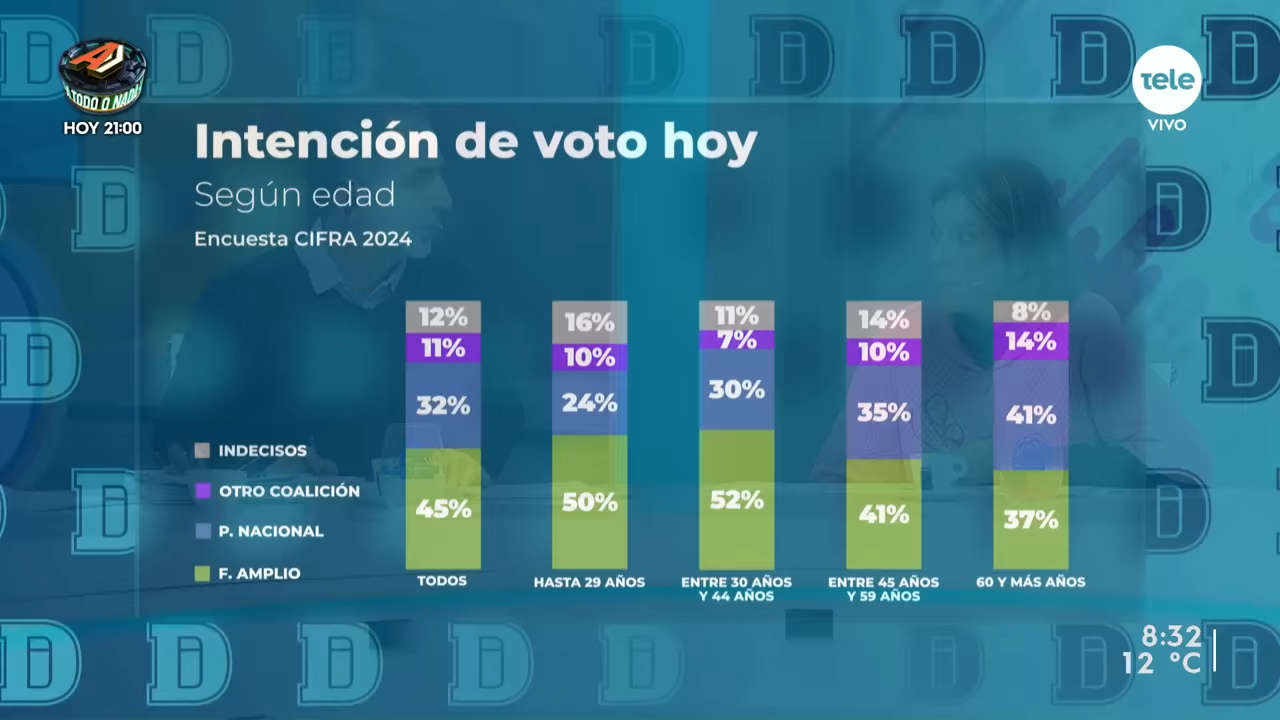 A TODO O NADA
HOY 21:00
tele
VIVO
Intención de voto hoy
Según edad
Encuesta CIFRA 2024
12%
16%
11%
14%
8%
11%
10%
7%
10%
14%
32%
24%
30%
35%
41%
45%
50%
52%
41%
37%
INDECISOS
OTRO COALICIÓN
P. NACIONAL
F. AMPLIO
TODOS
HASTA 29 AÑOS
ENTRE 30 AÑOS
Y 44 AÑOS
ENTRE 45 AÑOS
Y 59 AÑOS
60 Y MÁS AÑOS
8:32
12 °C